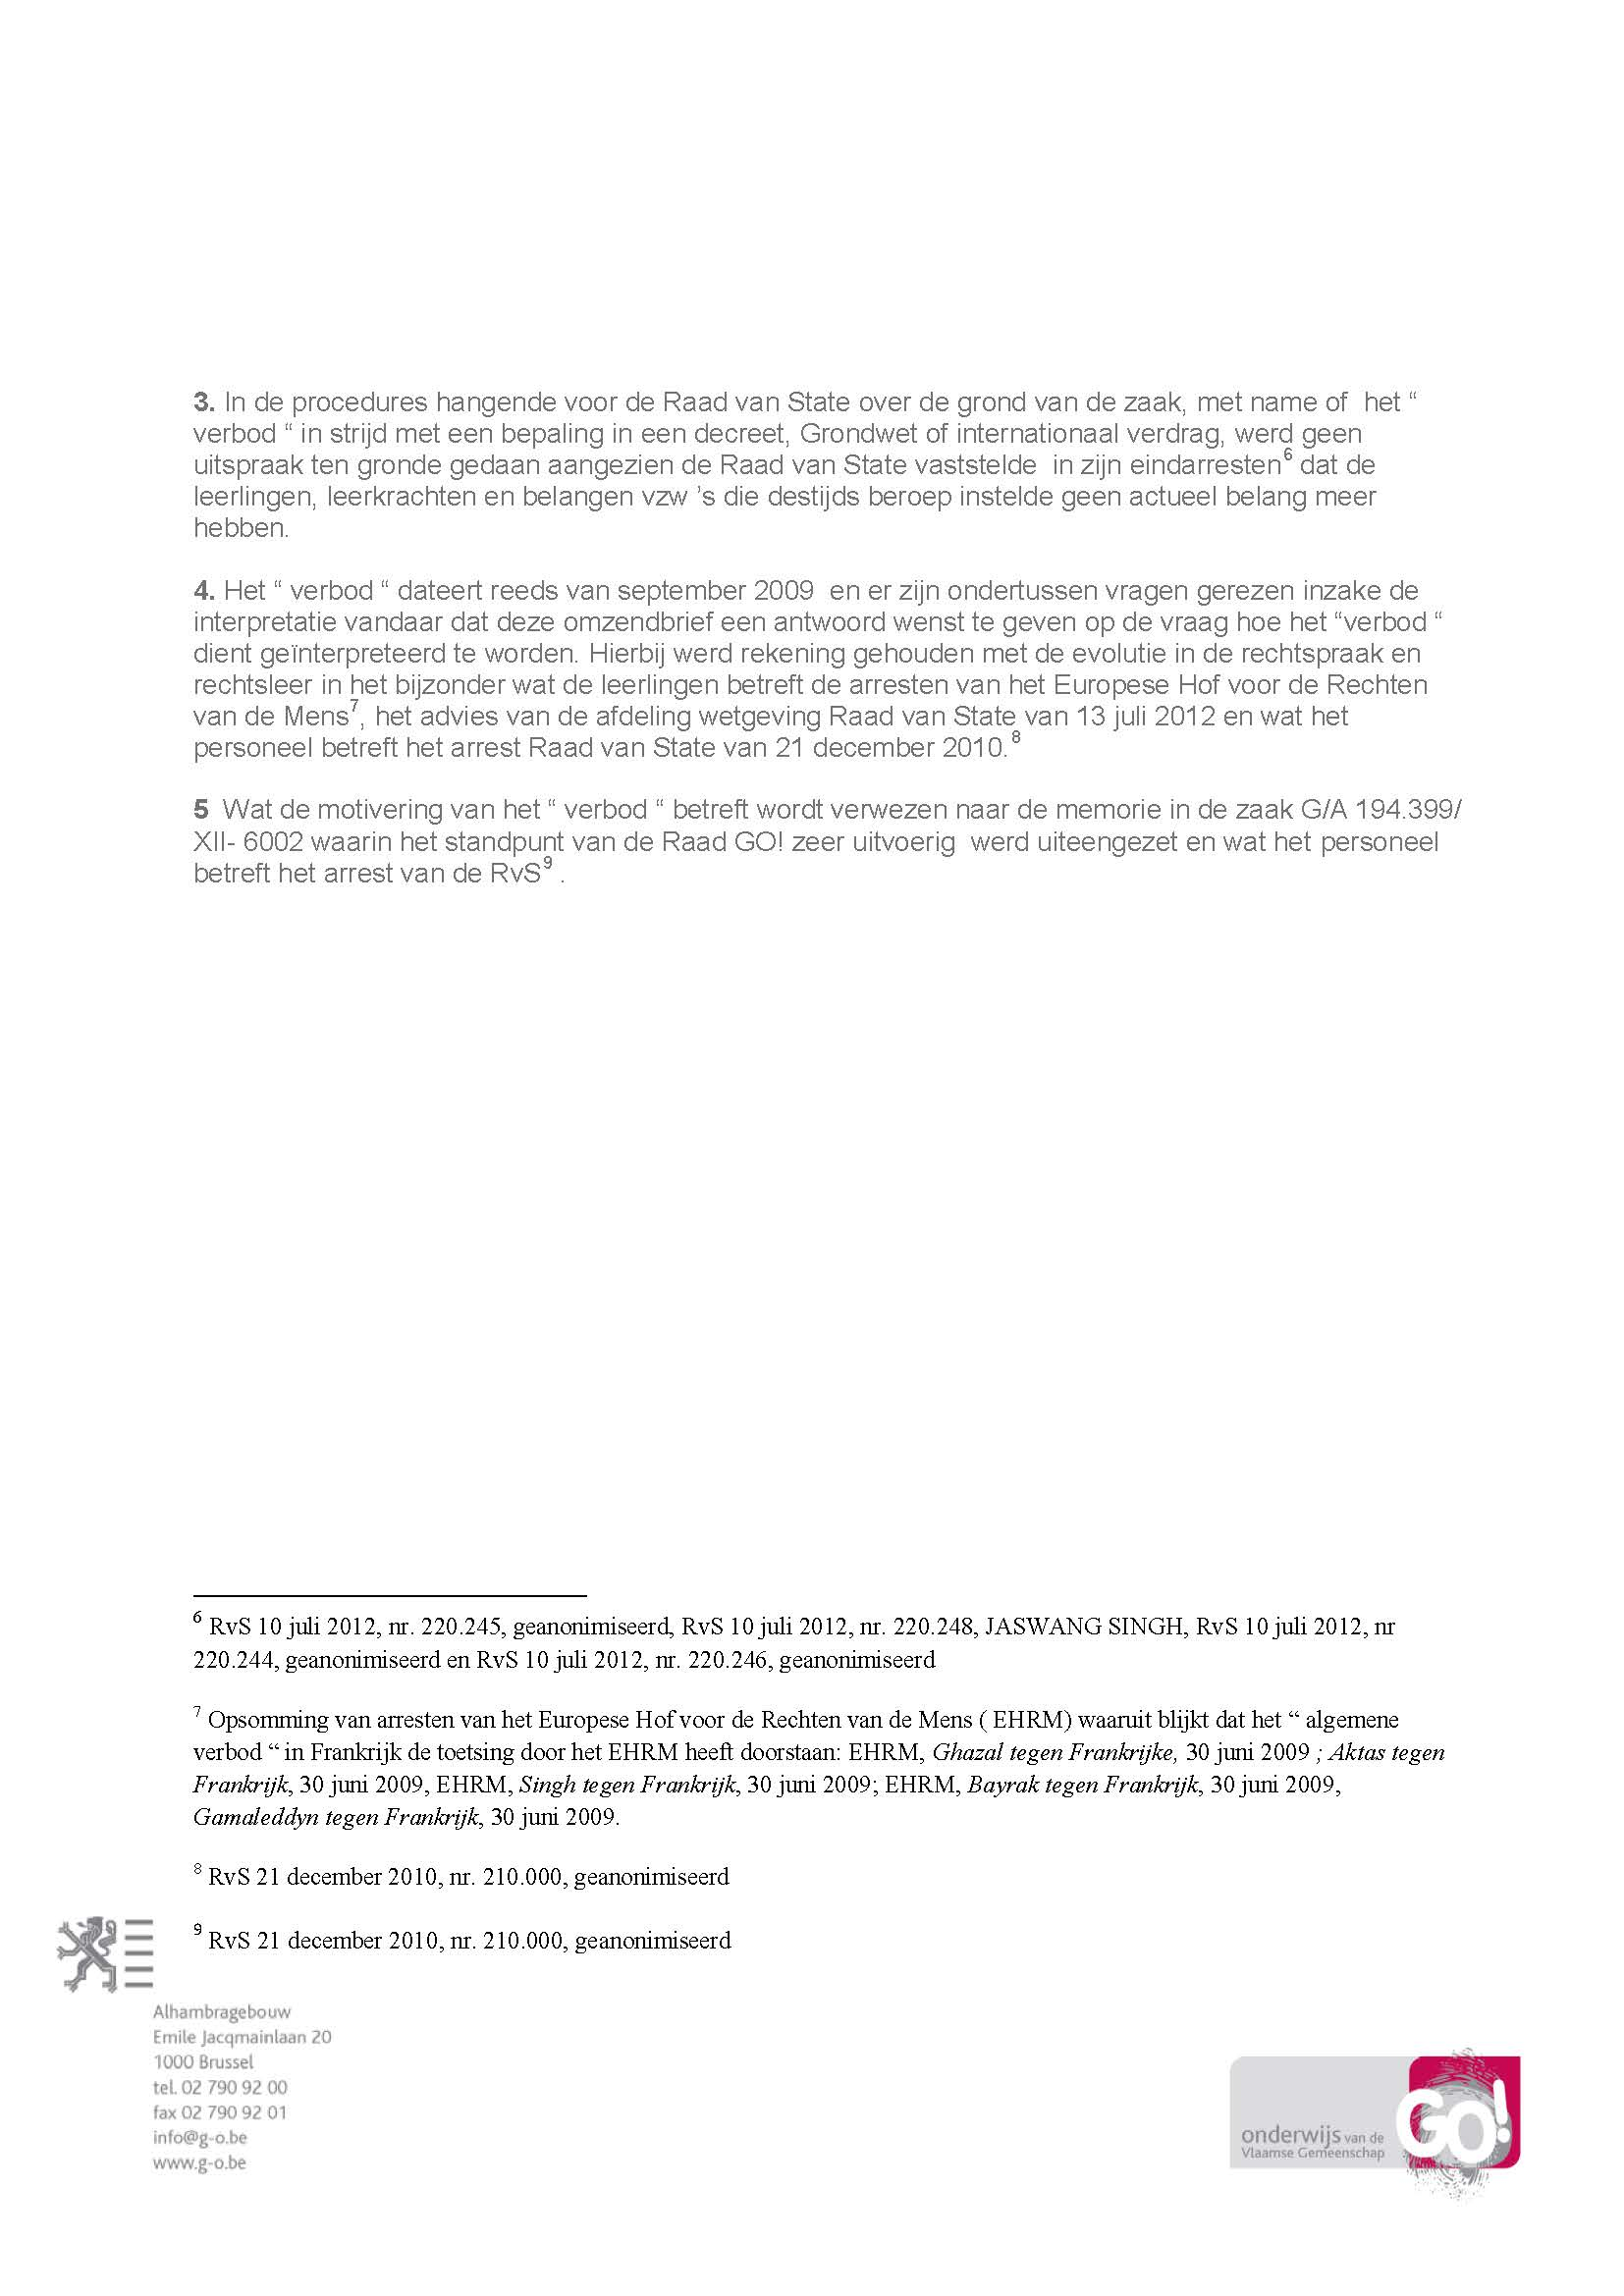 3. In de procedures hangende voor de Raad van State over de grond van de zaak, met name of  het “
verbod “ in strijd met een bepaling in een decreet, Grondwet of internationaal verdrag, werd geen
uitspraak ten gronde gedaan aangezien de Raad van State vaststelde  in zijn eindarresten6 dat de
leerlingen, leerkrachten en belangen vzw ’s die destijds beroep instelde geen actueel belang meer
hebben.
4. Het “ verbod “ dateert reeds van september 2009  en er zijn ondertussen vragen gerezen inzake de
interpretatie vandaar dat deze omzendbrief een antwoord wenst te geven op de vraag hoe het “verbod “
dient geïnterpreteerd te worden. Hierbij werd rekening gehouden met de evolutie in de rechtspraak en
rechtsleer in het bijzonder wat de leerlingen betreft de arresten van het Europese Hof voor de Rechten
van de Mens7, het advies van de afdeling wetgeving Raad van State van 13 juli 2012 en wat het
personeel betreft het arrest Raad van State van 21 december 2010.8
5  Wat de motivering van het “ verbod “ betreft wordt verwezen naar de memorie in de zaak G/A 194.399/
XII- 6002 waarin het standpunt van de Raad GO! zeer uitvoerig  werd uiteengezet en wat het personeel
betreft het arrest van de RvS9 .
6 RvS 10 juli 2012, nr. 220.245, geanonimiseerd, RvS 10 juli 2012, nr. 220.248, JASWANG SINGH, RvS 10 juli 2012, nr
220.244, geanonimiseerd en RvS 10 juli 2012, nr. 220.246, geanonimiseerd
7 Opsomming van arresten van het Europese Hof voor de Rechten van de Mens ( EHRM) waaruit blijkt dat het “ algemene
verbod “ in Frankrijk de toetsing door het EHRM heeft doorstaan: EHRM, Ghazal tegen Frankrijke, 30 juni 2009 ; Aktas tegen
Frankrijk, 30 juni 2009, EHRM, Singh tegen Frankrijk, 30 juni 2009; EHRM, Bayrak tegen Frankrijk, 30 juni 2009,
Gamaleddyn tegen Frankrijk, 30 juni 2009.
8 RvS 21 december 2010, nr. 210.000, geanonimiseerd
9 RvS 21 december 2010, nr. 210.000, geanonimiseerd
Alhambragebouw
Emile Jacqmainlaan 20
1000 Brussel
tel. 02 790 92 00
fax 02 790 92 01
info@g-o.be
www.g-o.be
onderwijs van de
Vlaamse Gemeenschap
GO!